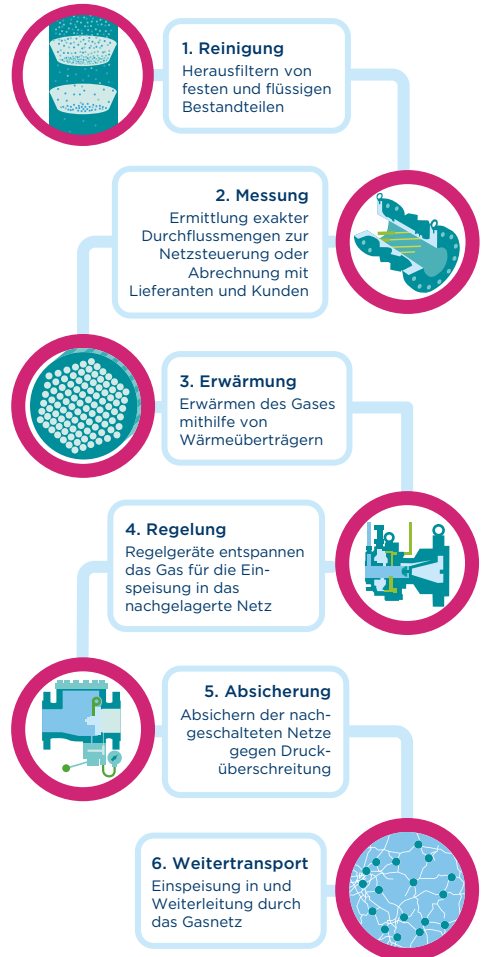 1. Reinigung
Herausfiltern von
festen und flüssigen
Bestandteilen
2. Messung
Ermittlung exakter
Durchflussmengen zur
Netzsteuerung oder
Abrechnung mit
Lieferanten und Kunden
3. Erwärmung
Erwärmen des Gases
mithilfe von
Wärmeüberträgern
4. Regelung
Regelgeräte entspannen
das Gas für die Ein-
speisung in das
nachgelagerte Netz
5. Absicherung
Absichern der nach-
geschalteten Netze
gegen Druck-
überschreitung
6. Weitertransport
Einspeisung in und
Weiterleitung durch
das Gasnetz